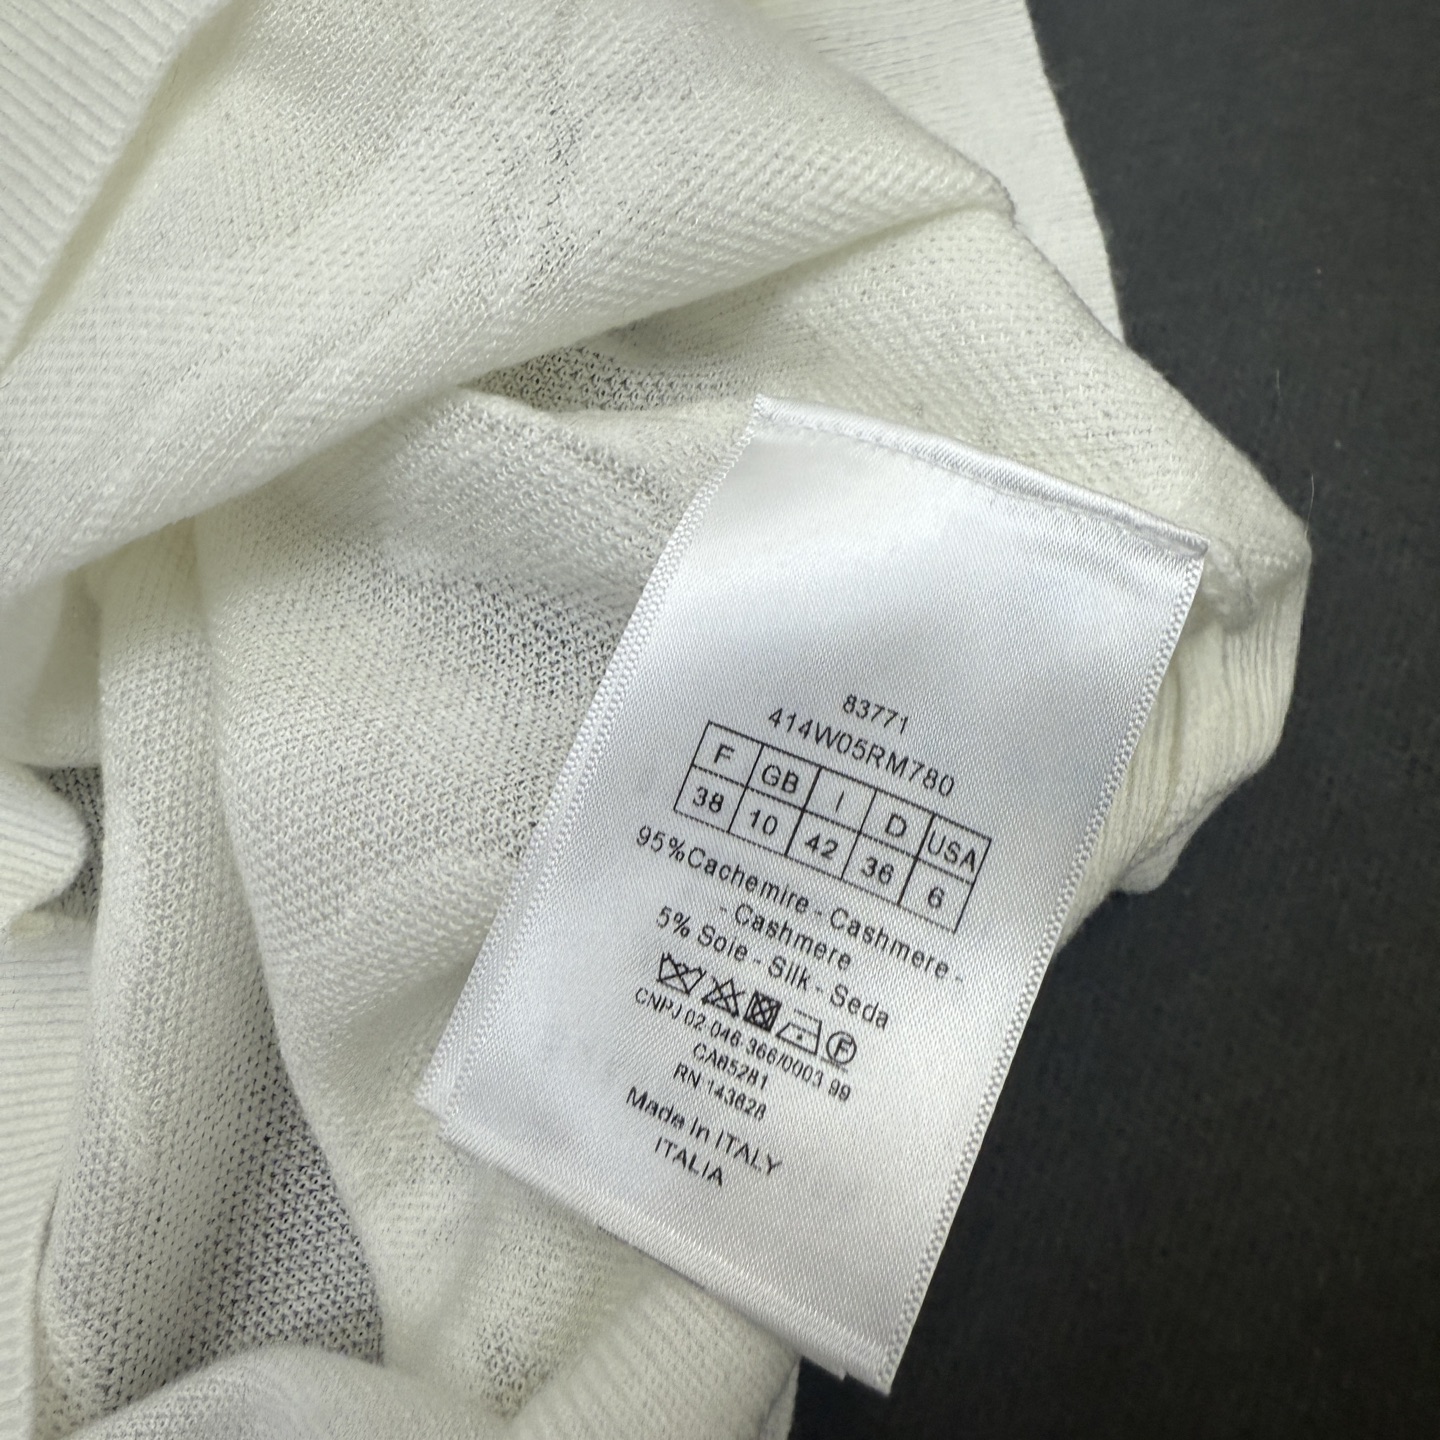 83771
414W05RM780
F GB I D USA
38 10 42 36 6
95%Cachemire - Cashmere -
- Cashmere
5% Soie - Silk - Seda
F
CNPJ 02 046 366/0003 99
CA65281
RN 143628
Made in ITALY
ITALIA